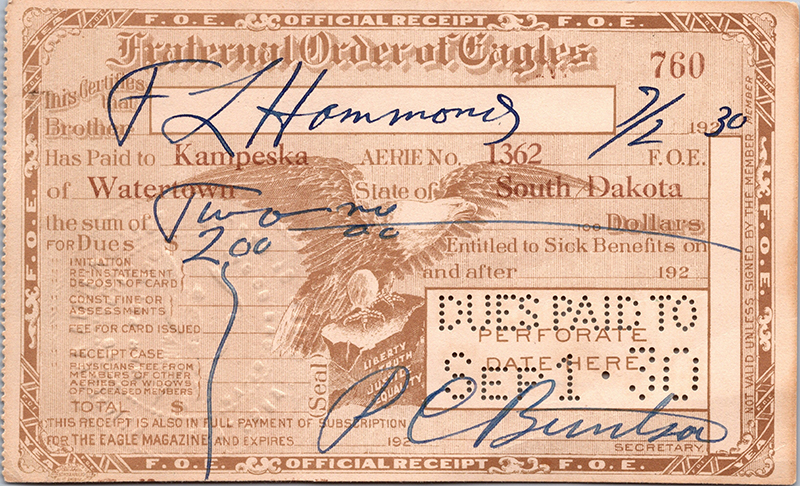 F.O.E. OFFICIAL RECEIPT F.O.E.
Fraternal Order of Eagles
760
This Certifies that
Brother F L Hammond 7/2 192 30
Has Paid to Kampeska AERIE No. 1362 F.O.E.
of Watertown State of South Dakota
the sum of Two no/100 Dollars
FOR Dues $ 2.00 Entitled to Sick Benefits on
and after 192
INITIATION
RE-INSTATEMENT
DEPOSIT OF CARD
CONST. FINE OR
ASSESSMENTS
FEE FOR CARD ISSUED
RECEIPT CASE
PHYSICIANS FEE FROM
MEMBERS OF OTHER
AERIES OR WIDOWS
OF DECEASED MEMBERS
TOTAL $
(Seal)
LIBERTY
TRUTH
JUSTICE
EQUALITY
PERFORATE
DATE HERE
DUES PAID TO
SEP 1 · 30
THIS RECEIPT IS ALSO IN FULL PAYMENT OF SUBSCRIPTION
FOR THE EAGLE MAGAZINE AND EXPIRES 192
SECRETARY.
NOT VALID UNLESS SIGNED BY THE MEMBER
F.O.E.
F.O.E.
F.O.E. OFFICIAL RECEIPT F.O.E.